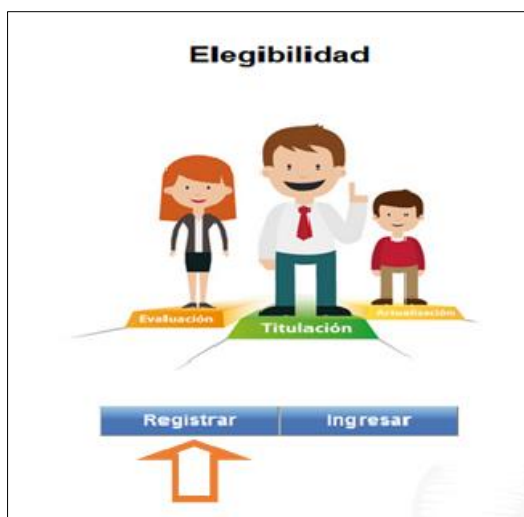 Elegibilidad
Evaluación
Titulación
Actualización
Registrar
Ingresar